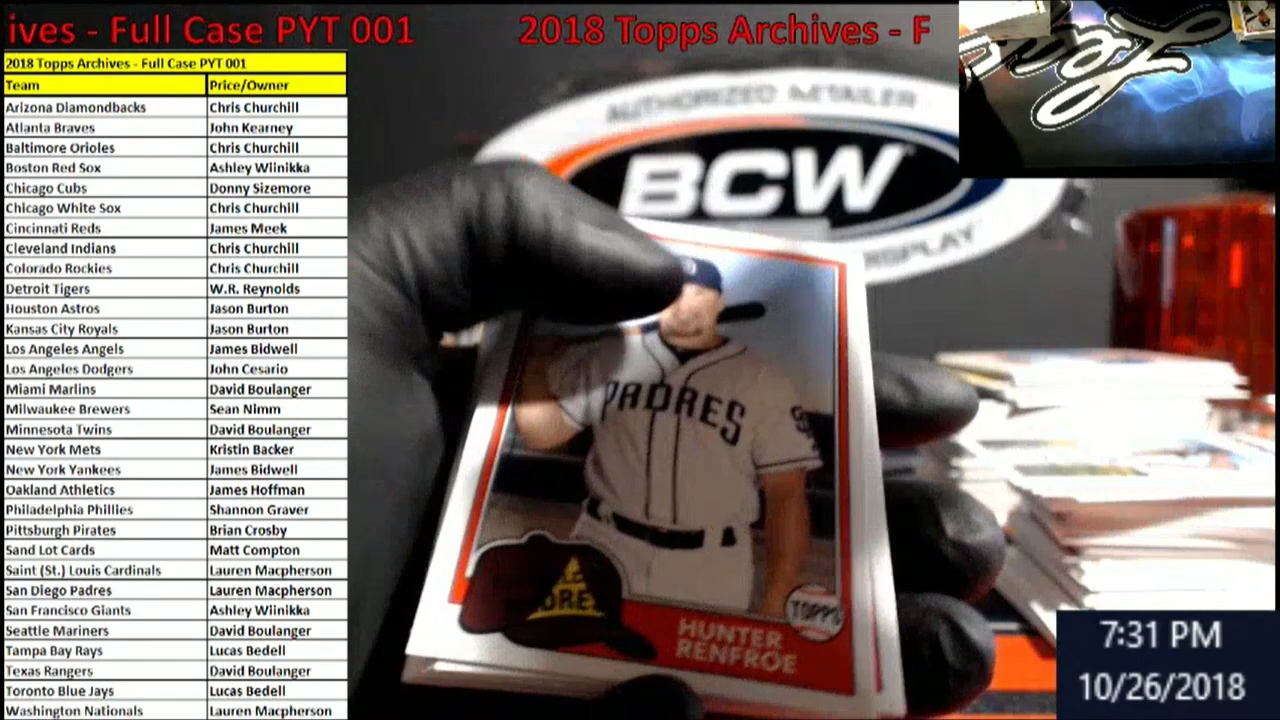 ives - Full Case PYT 001 2018 Topps Archives - F
2018 Topps Archives - Full Case PYT 001
Team Price/Owner
Arizona Diamondbacks Chris Churchill
Atlanta Braves John Kearney
Baltimore Orioles Chris Churchill
Boston Red Sox Ashley Wiinikka
Chicago Cubs Donny Sizemore
Chicago White Sox Chris Churchill
Cincinnati Reds James Meek
Cleveland Indians Chris Churchill
Colorado Rockies Chris Churchill
Detroit Tigers W.R. Reynolds
Houston Astros Jason Burton
Kansas City Royals Jason Burton
Los Angeles Angels James Bidwell
Los Angeles Dodgers John Cesario
Miami Marlins David Boulanger
Milwaukee Brewers Sean Nimm
Minnesota Twins David Boulanger
New York Mets Kristin Backer
New York Yankees James Bidwell
Oakland Athletics James Hoffman
Philadelphia Phillies Shannon Graver
Pittsburgh Pirates Brian Crosby
Sand Lot Cards Matt Compton
Saint (St.) Louis Cardinals Lauren Macpherson
San Diego Padres Lauren Macpherson
San Francisco Giants Ashley Wiinikka
Seattle Mariners David Boulanger
Tampa Bay Rays Lucas Bedell
Texas Rangers David Boulanger
Toronto Blue Jays Lucas Bedell
Washington Nationals Lauren Macpherson
AUTHORIZED RETAILER
BCW
PADRES
TOPPS
HUNTER
RENFROE
7:31 PM
10/26/2018